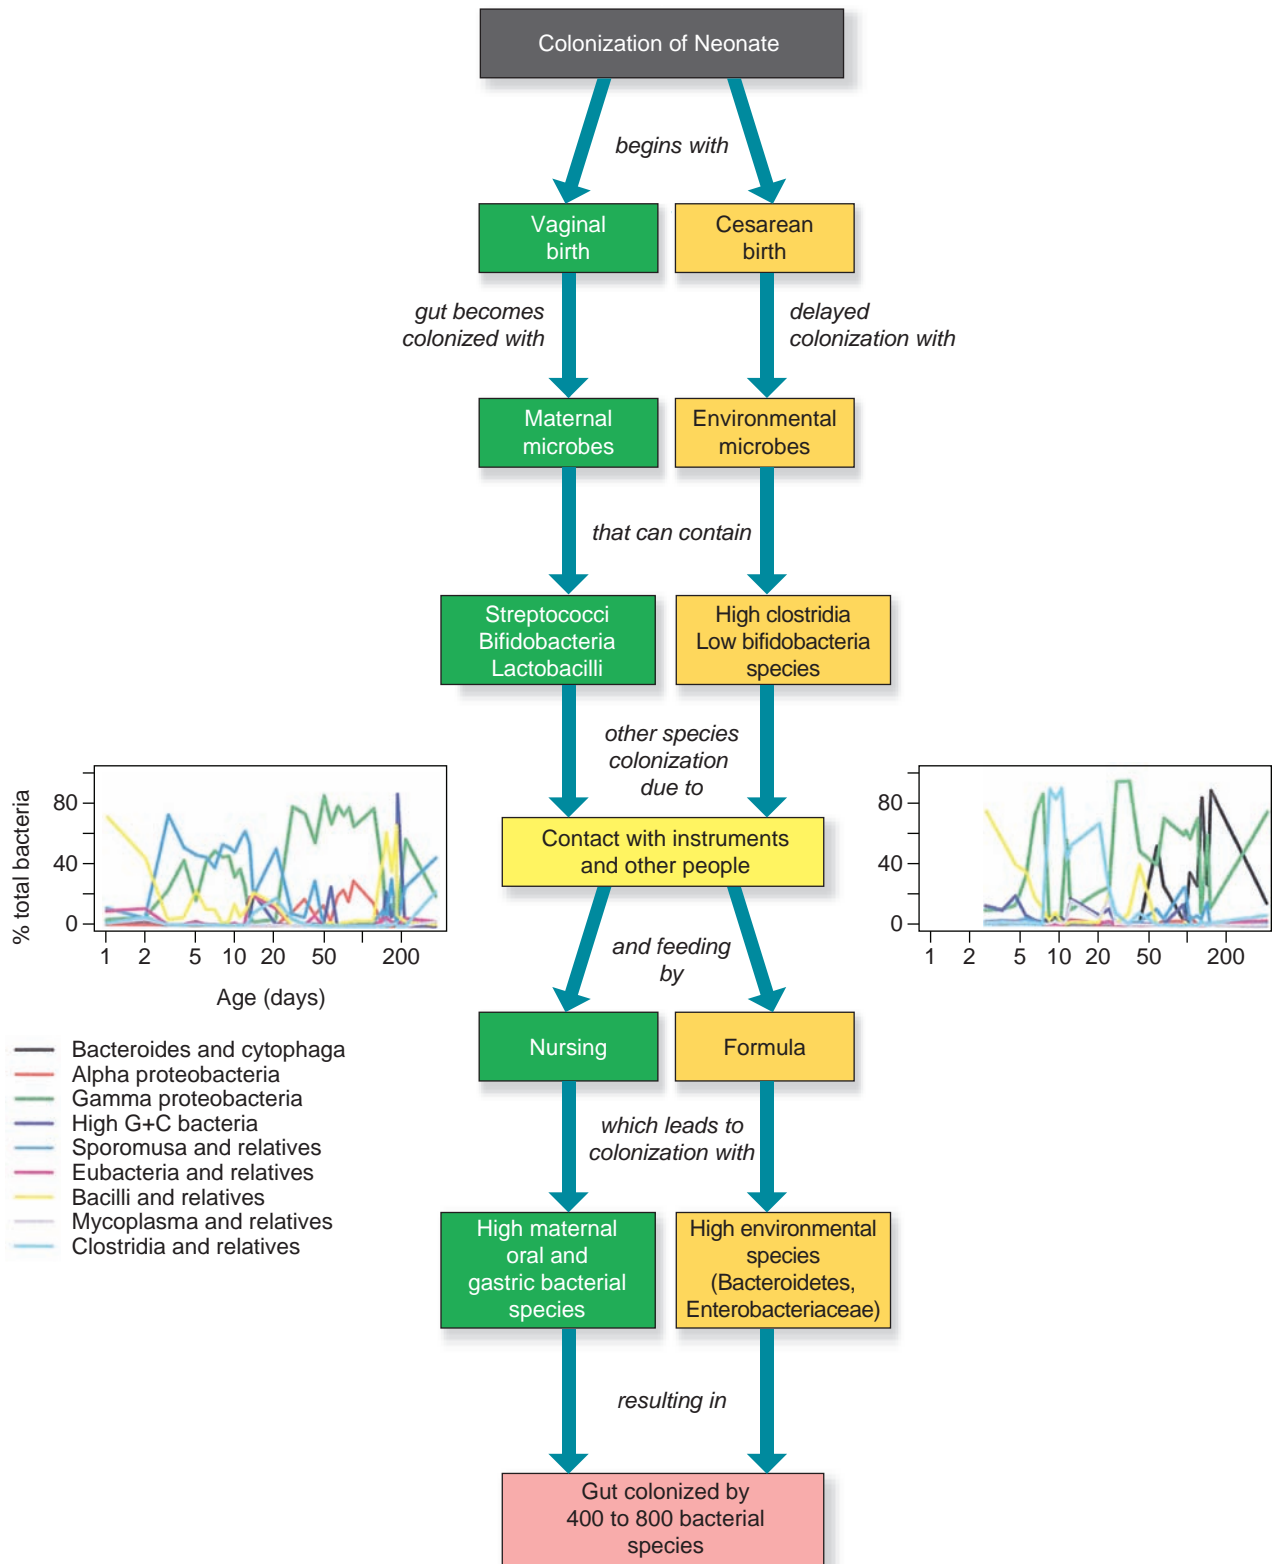 Colonization of Neonate
begins with
Vaginal
birth
Cesarean
birth
gut becomes
colonized with
delayed
colonization with
Maternal
microbes
Environmental
microbes
that can contain
Streptococci
Bifidobacteria
Lactobacilli
High clostridia
Low bifidobacteria
species
other species
colonization
due to
% total bacteria
80
40
0
1 2 5 10 20 50 200
Age (days)
Contact with instruments
and other people
80
40
0
1 2 5 10 20 50 200
and feeding
by
Nursing
Formula
Bacteroides and cytophaga
Alpha proteobacteria
Gamma proteobacteria
High G+C bacteria
Sporomusa and relatives
Eubacteria and relatives
Bacilli and relatives
Mycoplasma and relatives
Clostridia and relatives
which leads to
colonization with
High maternal
oral and
gastric bacterial
species
High environmental
species
(Bacteroidetes,
Enterobacteriaceae)
resulting in
Gut colonized by
400 to 800 bacterial
species